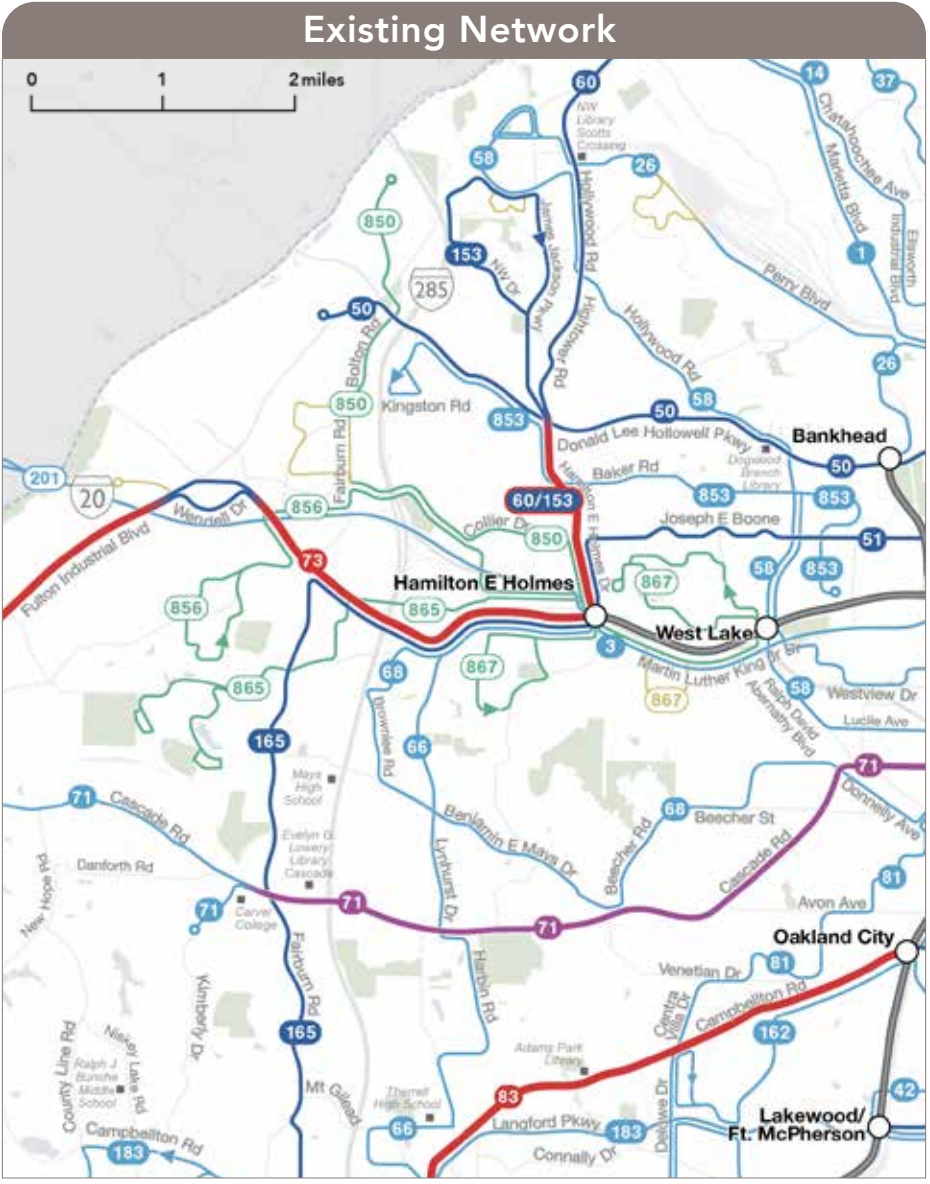 Existing Network
0 1 2 miles
60
14
37
NW
Library
Scotts
Crossing
58
26
Chatahoochee Ave
Marietta Blvd
850
153
James Jackson Pkwy
NW Dr
Hollywood Rd
1
Ellsworth
Industrial Blvd
285
50
Perry Blvd
Bolton Rd
Hightower Rd
Hollywood Rd
26
850
Kingston Rd
853
58
50
Donald Lee Hollowell Pkwy
Bankhead
Dogwood
Branch
Library
50
201
20
Fairburn Rd
Baker Rd
853
853
Hamilton E Holmes Dr
60/153
856
Wendell Dr
Collier Dr
850
Joseph E Boone
51
Fulton Industrial Blvd
73
58
853
Hamilton E Holmes
867
856
865
West Lake
3
Martin Luther King Jr Dr
68
867
865
867
58
Westview Dr
Ralph David
Abernathy Blvd
Lucile Ave
165
66
Brownlee Rd
Mays
High
School
71
71
Cascade Rd
68
Beecher St
Donnelly Ave
Benjamin E Mays Dr
Beecher Rd
Cascade Rd
Evelyn G.
Lowery
Library
Cascade
Danforth Rd
New Hope Rd
Lynhurst Dr
81
71
Carver
College
71
71
Avon Ave
Oakland City
Fairburn Rd
Harbin Rd
Venetian Dr
81
Kimberly Dr
Centra
Villa Dr
Campbellton Rd
165
162
County Line Rd
Niskey Lake Rd
Ralph J
Bunche
Middle
School
Adams Park
Library
Mt Gilead
Therrell
High School
83
42
Delowe Dr
Lakewood/
Ft. McPherson
66
Langford Pkwy
183
Campbellton Rd
183
Connally Dr